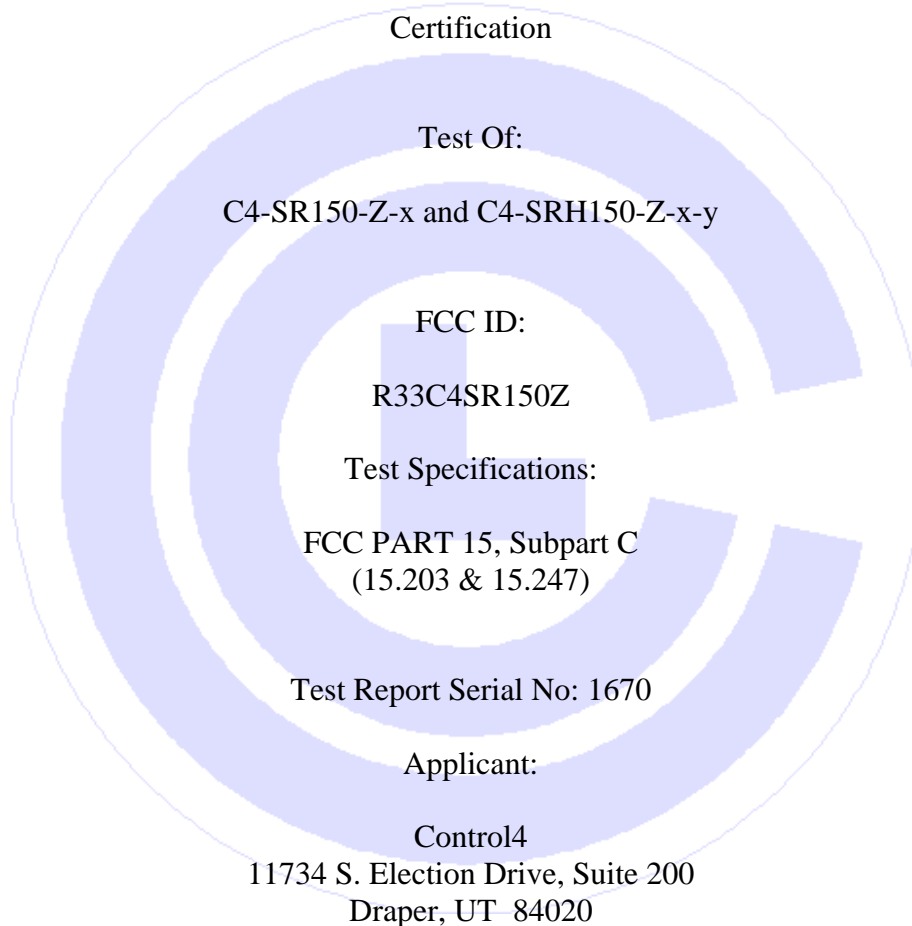 Certification
Test Of:
C4-SR150-Z-x and C4-SRH150-Z-x-y
FCC ID:
R33C4SR150Z
Test Specifications:
FCC PART 15, Subpart C
(15.203 & 15.247)
Test Report Serial No: 1670
Applicant:
Control4
11734 S. Election Drive, Suite 200
Draper, UT  84020